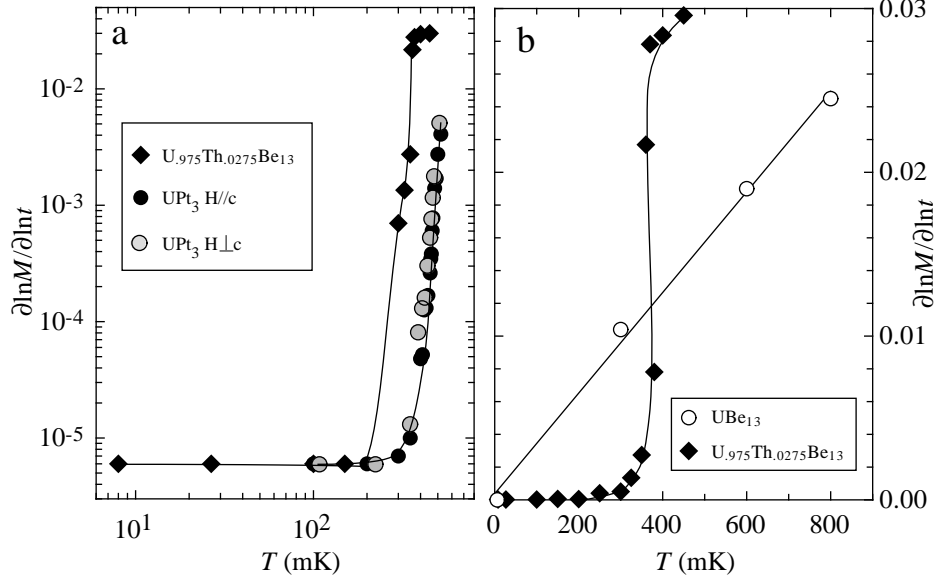 a
∂lnM/∂lnt
10⁻²
10⁻³
10⁻⁴
10⁻⁵
U.975Th.0275Be13
UPt3 H//c
UPt3 H⊥c
10¹
10²
T (mK)
b
∂lnM/∂lnt
0.03
0.02
0.01
0.00
UBe13
U.975Th.0275Be13
0 200 400 600 800
T (mK)